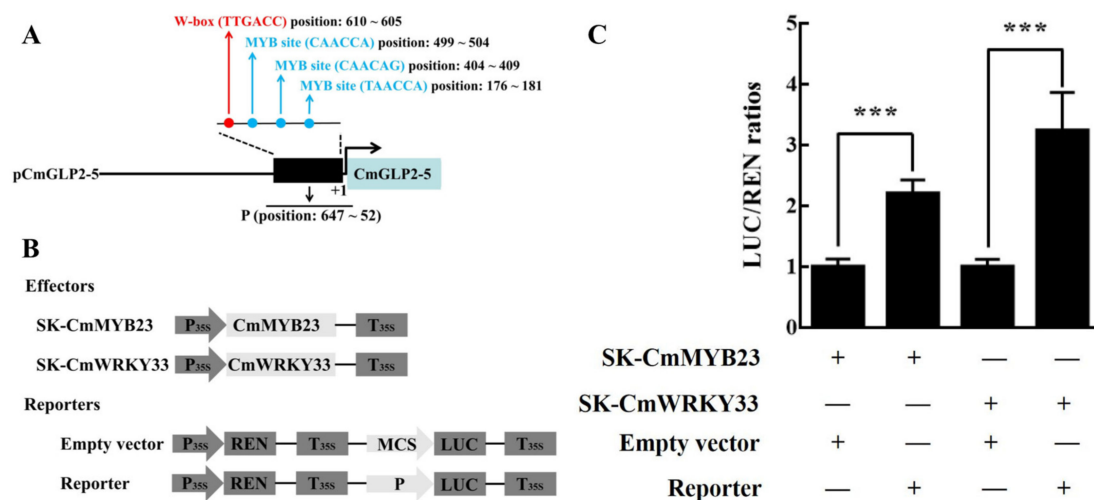 A
W-box (TTGACC) position: 610 ~ 605
MYB site (CAACCA) position: 499 ~ 504
MYB site (CAACAG) position: 404 ~ 409
MYB site (TAACCA) position: 176 ~ 181
pCmGLP2-5
CmGLP2-5
+1
P (position: 647 ~ 52)
B
Effectors
SK-CmMYB23 P35S CmMYB23 T35S
SK-CmWRKY33 P35S CmWRKY33 T35S
Reporters
Empty vector P35S REN T35S MCS LUC T35S
Reporter P35S REN T35S P LUC T35S
C
LUC/REN ratios
5
4
3
2
1
0
***
***
SK-CmMYB23 + + — —
SK-CmWRKY33 — — + +
Empty vector + — + —
Reporter — + — +